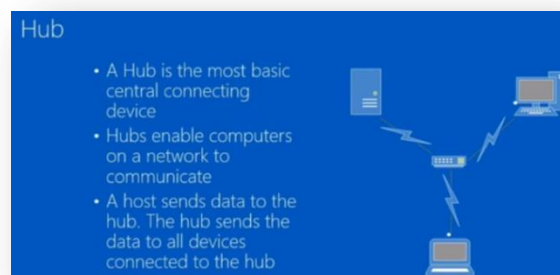 Hub
• A Hub is the most basic
central connecting
device
• Hubs enable computers
on a network to
communicate
• A host sends data to the
hub. The hub sends the
data to all devices
connected to the hub